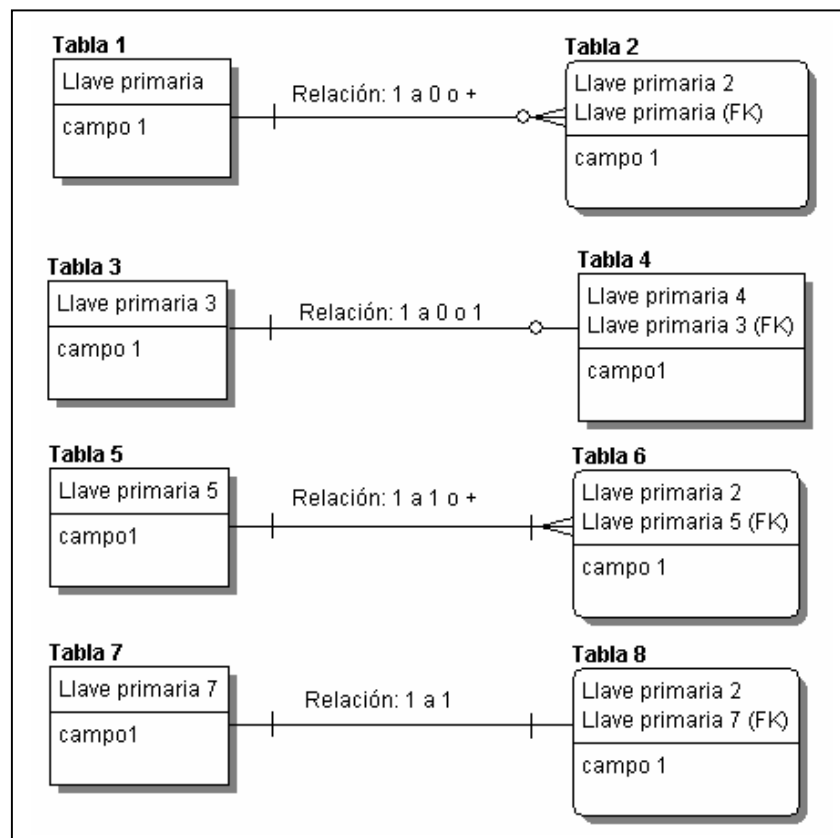 Tabla 1
Llave primaria
campo 1
Relación: 1 a 0 o +
Tabla 2
Llave primaria 2
Llave primaria (FK)
campo 1
Tabla 3
Llave primaria 3
campo 1
Relación: 1 a 0 o 1
Tabla 4
Llave primaria 4
Llave primaria 3 (FK)
campo1
Tabla 5
Llave primaria 5
campo1
Relación: 1 a 1 o +
Tabla 6
Llave primaria 2
Llave primaria 5 (FK)
campo 1
Tabla 7
Llave primaria 7
campo1
Relación: 1 a 1
Tabla 8
Llave primaria 2
Llave primaria 7 (FK)
campo 1